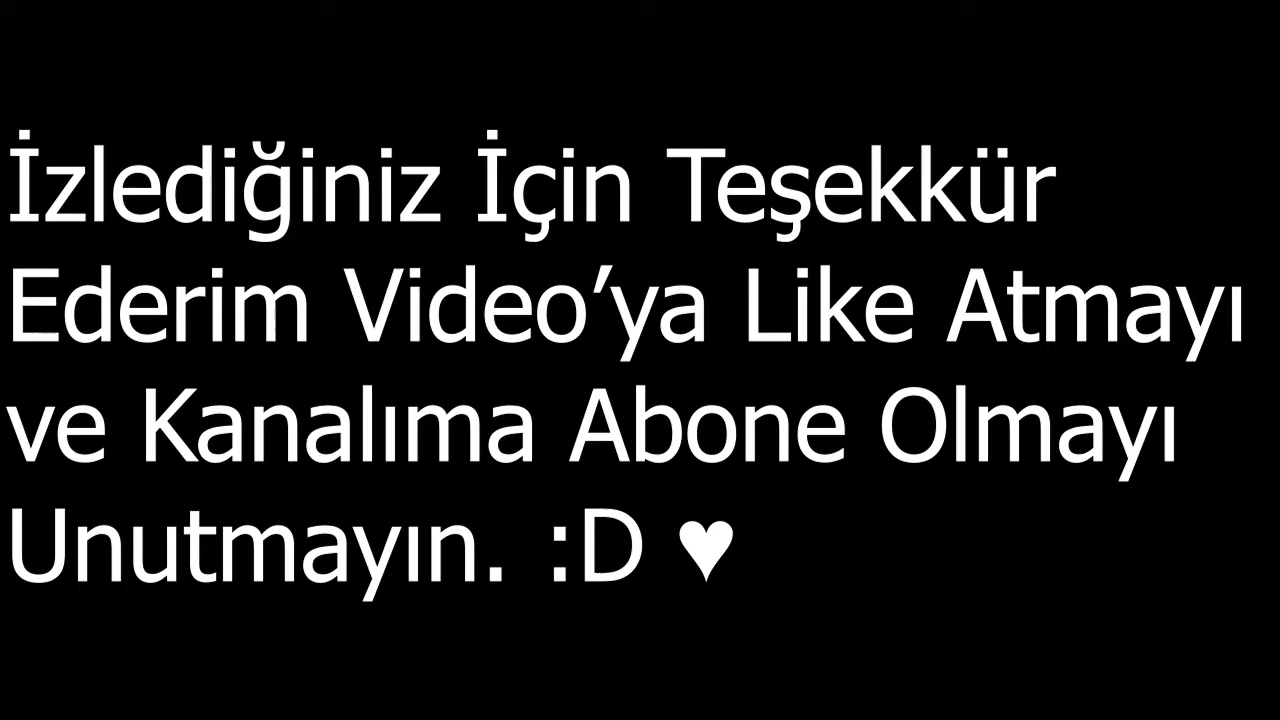 İzlediğiniz İçin Teşekkür
Ederim Video’ya Like Atmayı
ve Kanalıma Abone Olmayı
Unutmayın. :D ♥